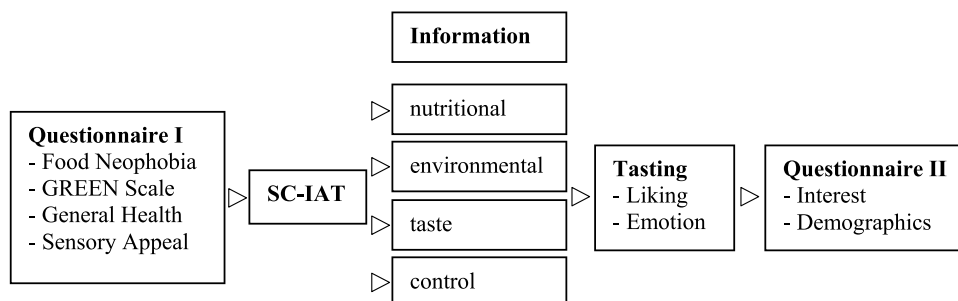 Questionnaire I
- Food Neophobia
- GREEN Scale
- General Health
- Sensory Appeal
SC-IAT
Information
nutritional
environmental
taste
control
Tasting
- Liking
- Emotion
Questionnaire II
- Interest
- Demographics